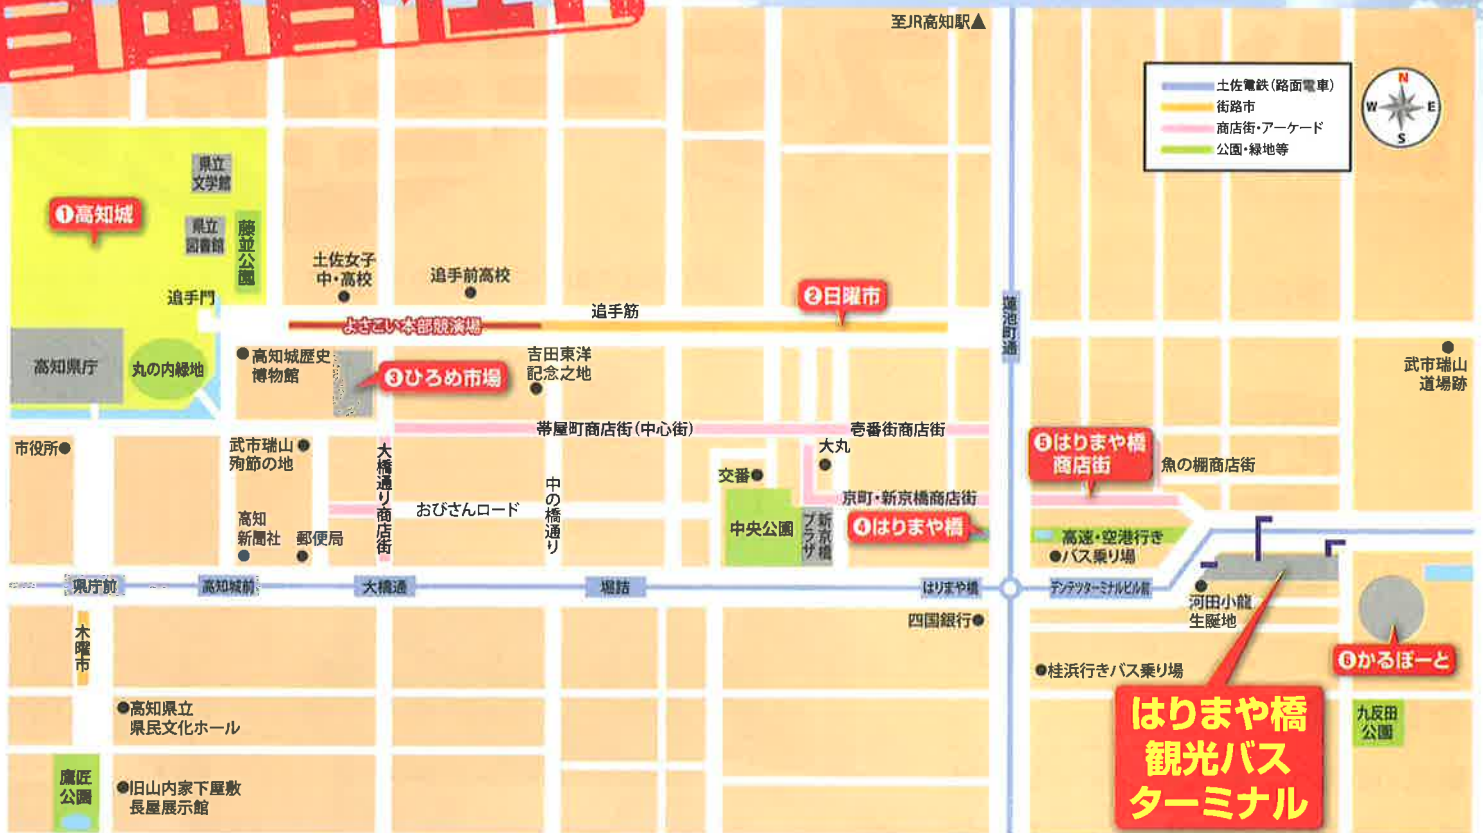 至JR高知駅▲
土佐電鉄(路面電車)
街路市
商店街・アーケード
公園・緑地等
N
W
E
S
県立
文学館
❶高知城
県立
図書館
藤並公園
土佐女子
中・高校
追手前高校
追手門
❷日曜市
追手筋
よさこい本部競演場
蓮池町通
高知県庁
丸の内緑地
高知城歴史
博物館
❸ひろめ市場
吉田東洋
記念之地
武市瑞山
道場跡
帯屋町商店街(中心街)
壱番街商店街
市役所
武市瑞山
殉節の地
大橋通り商店街
中の橋通り
大丸
交番
❺はりまや橋
商店街
魚の棚商店街
おびさんロード
京町・新京橋商店街
高知
新聞社
郵便局
中央公園
新京橋
プラザ
❹はりまや橋
高速・空港行き
バス乗り場
県庁前
高知城前
大橋通
堀詰
はりまや橋
デンテツターミナルビル前
河田小龍
生誕地
四国銀行
木曜市
❻かるぽーと
桂浜行きバス乗り場
高知県立
県民文化ホール
はりまや橋
観光バス
ターミナル
九反田
公園
鷹匠
公園
旧山内家下屋敷
長屋展示館